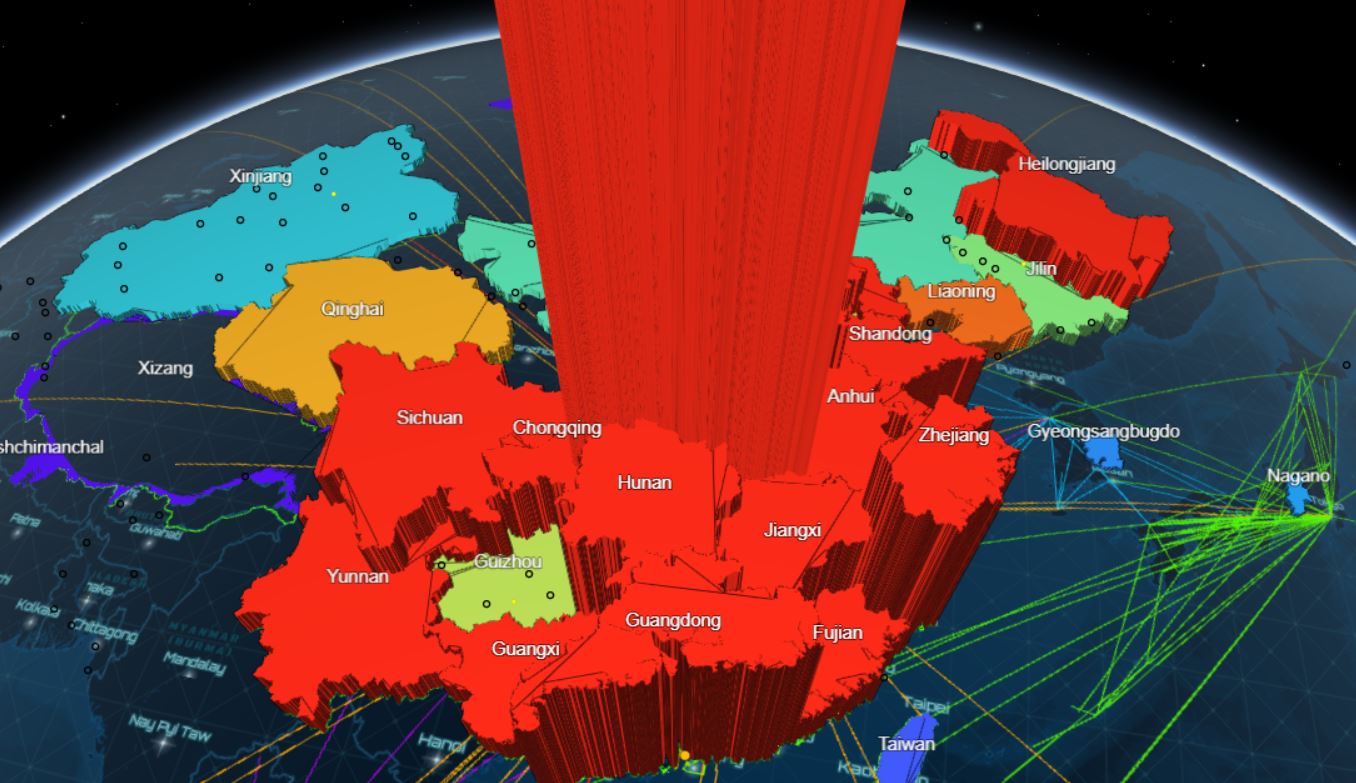 Heilongjiang
Xinjiang
Jilin
Liaoning
Qinghai
Shandong
Xizang
Pyongyang
Anhui
Sichuan
Chongqing
Gyeongsangbugdo
Zhejiang
shchimanchal
Nagano
Hunan
Patna
Guwahati
Jiangxi
Guizhou
Yunnan
Kolkata
Chittagong
Guangdong
Fujian
MYANMAR
(BURMA)
Guangxi
Mandalay
Taipei
Nay Pyi Taw
Hanoi
Taiwan